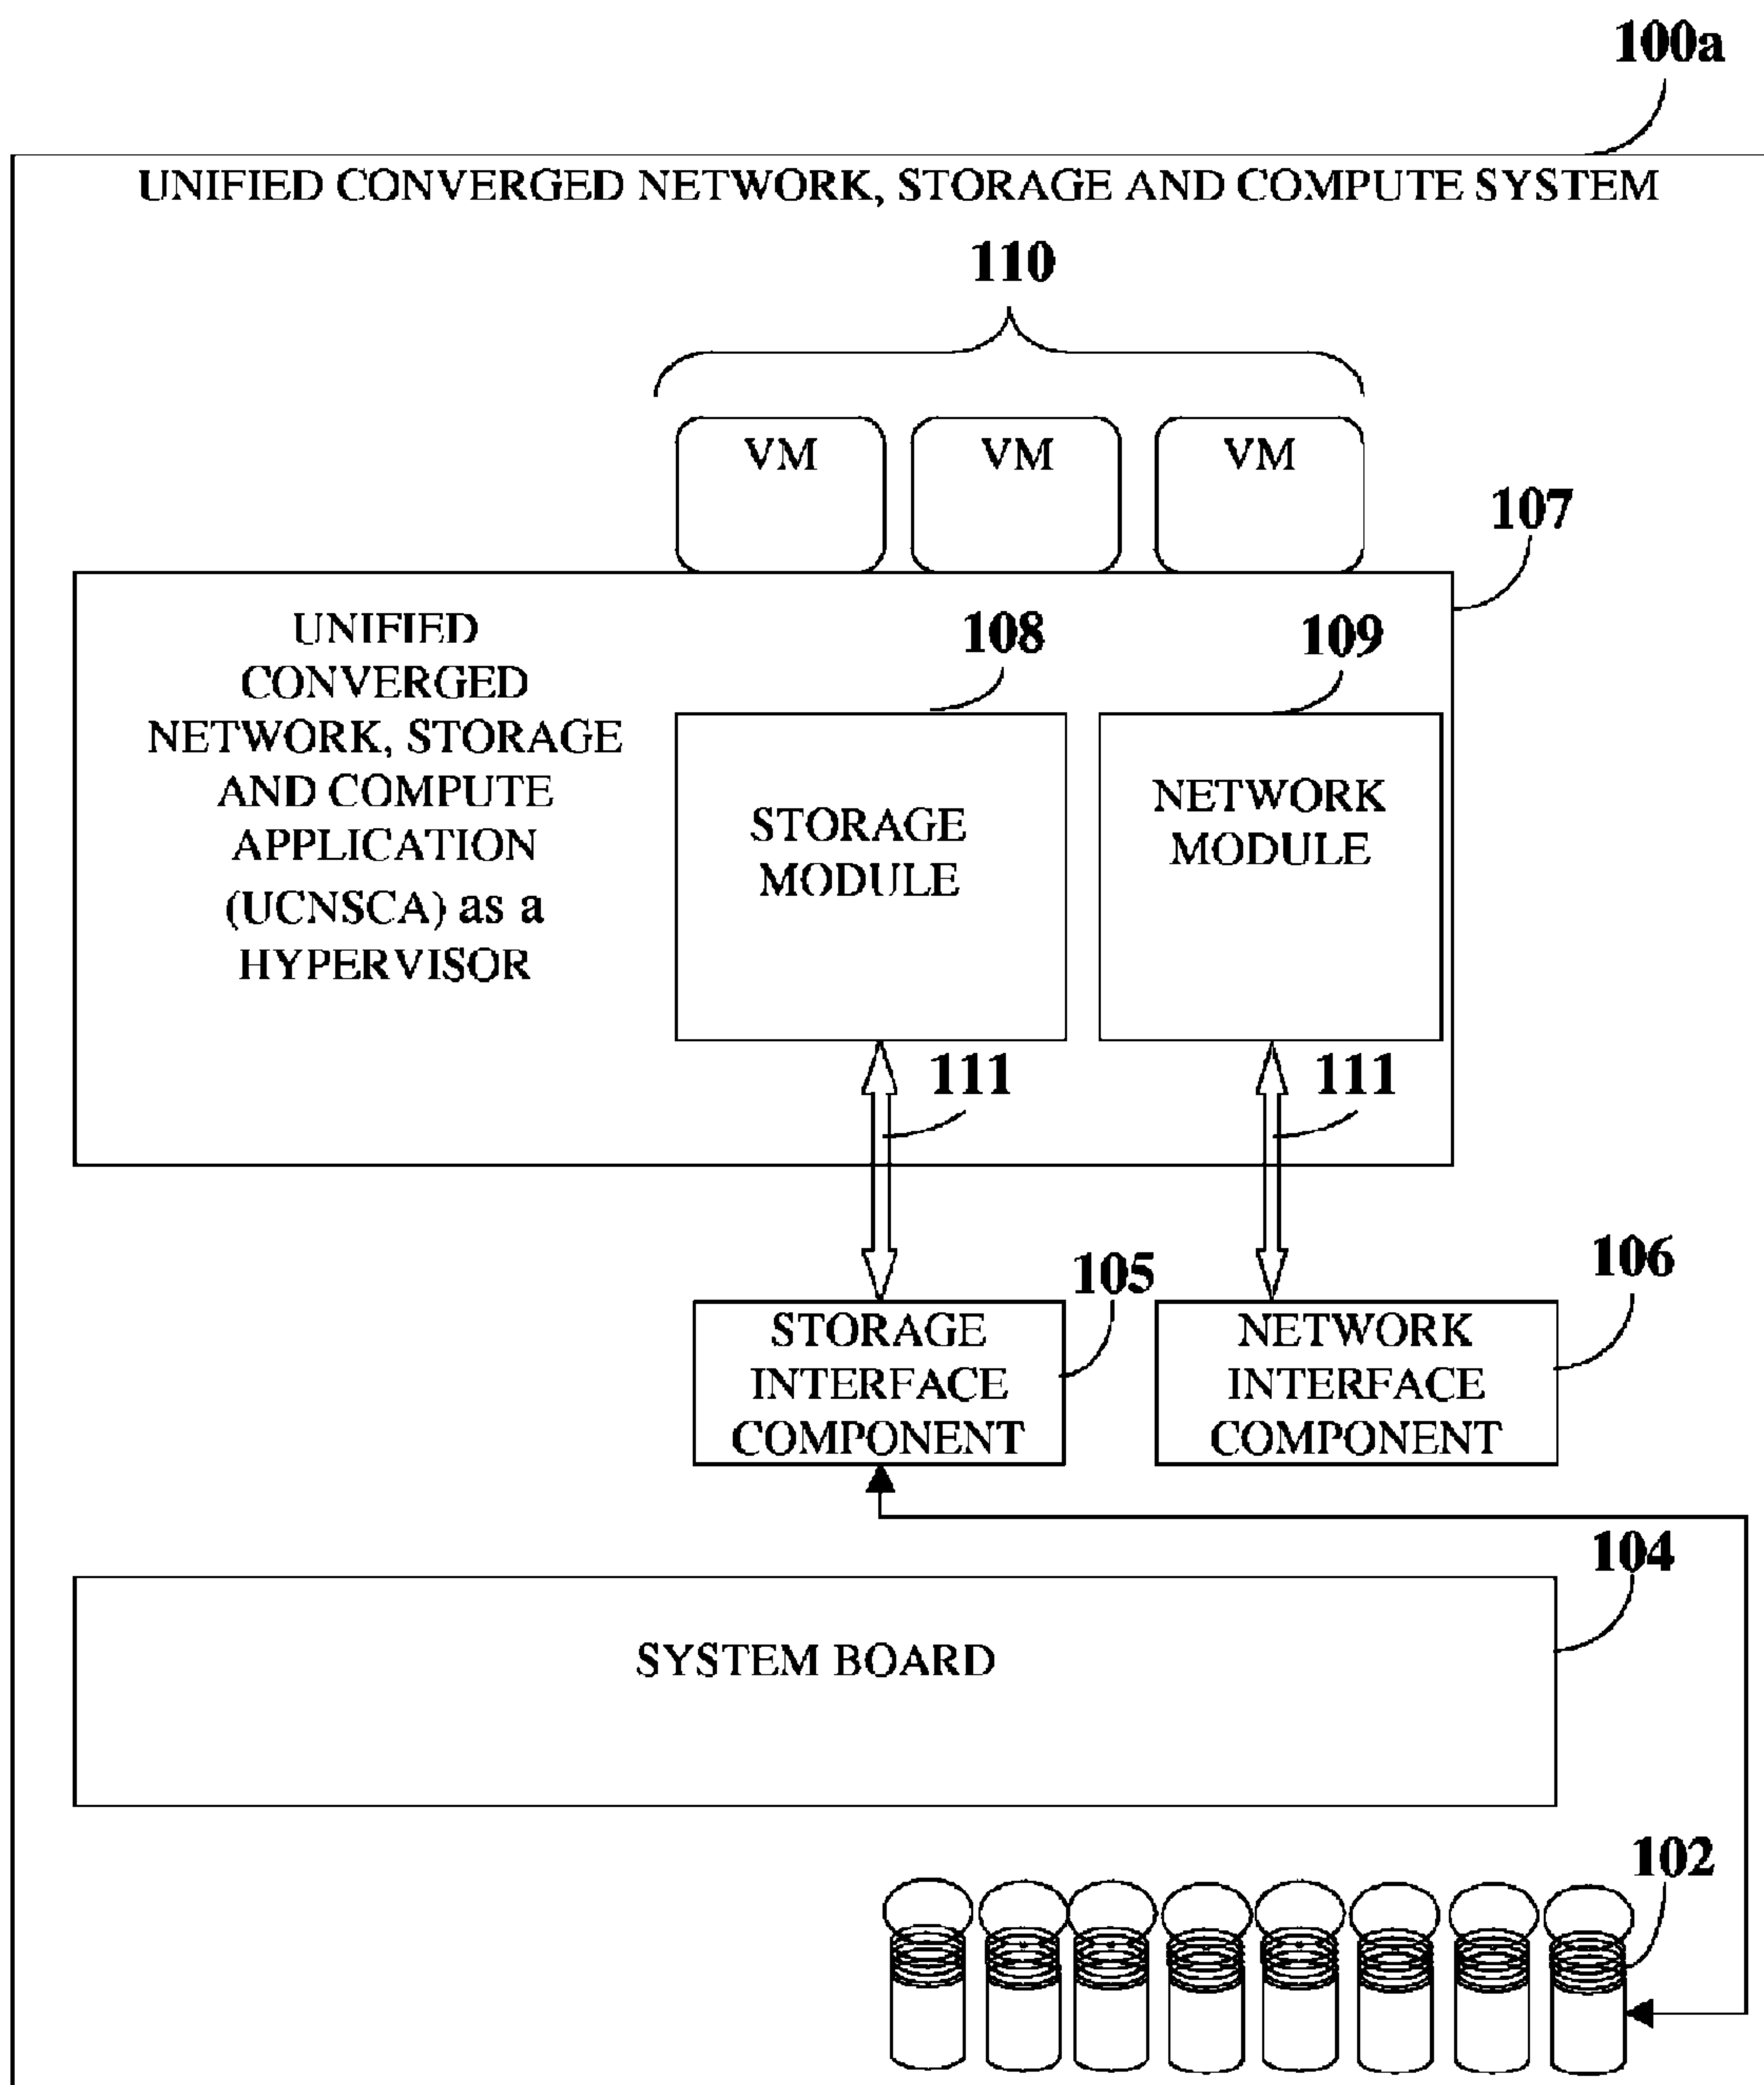 100a
UNIFIED CONVERGED NETWORK, STORAGE AND COMPUTE SYSTEM
110
VM
VM
VM
107
UNIFIED
CONVERGED
NETWORK, STORAGE
AND COMPUTE
APPLICATION
(UCNSCA) as a
HYPERVISOR
108
STORAGE
MODULE
109
NETWORK
MODULE
111
111
105
STORAGE
INTERFACE
COMPONENT
106
NETWORK
INTERFACE
COMPONENT
104
SYSTEM BOARD
102